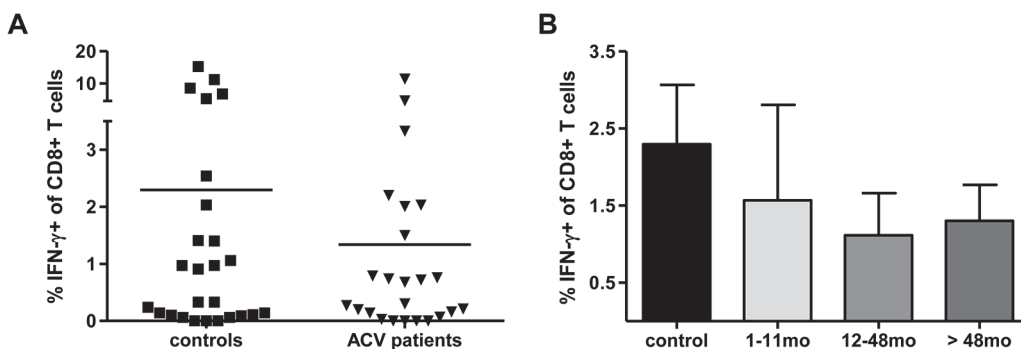 A
% IFN-γ+ of CD8+ T cells
20
10
3
2
1
0
controls
ACV patients
B
% IFN-γ+ of CD8+ T cells
3.5
2.5
1.5
0.5
control
1-11mo
12-48mo
> 48mo